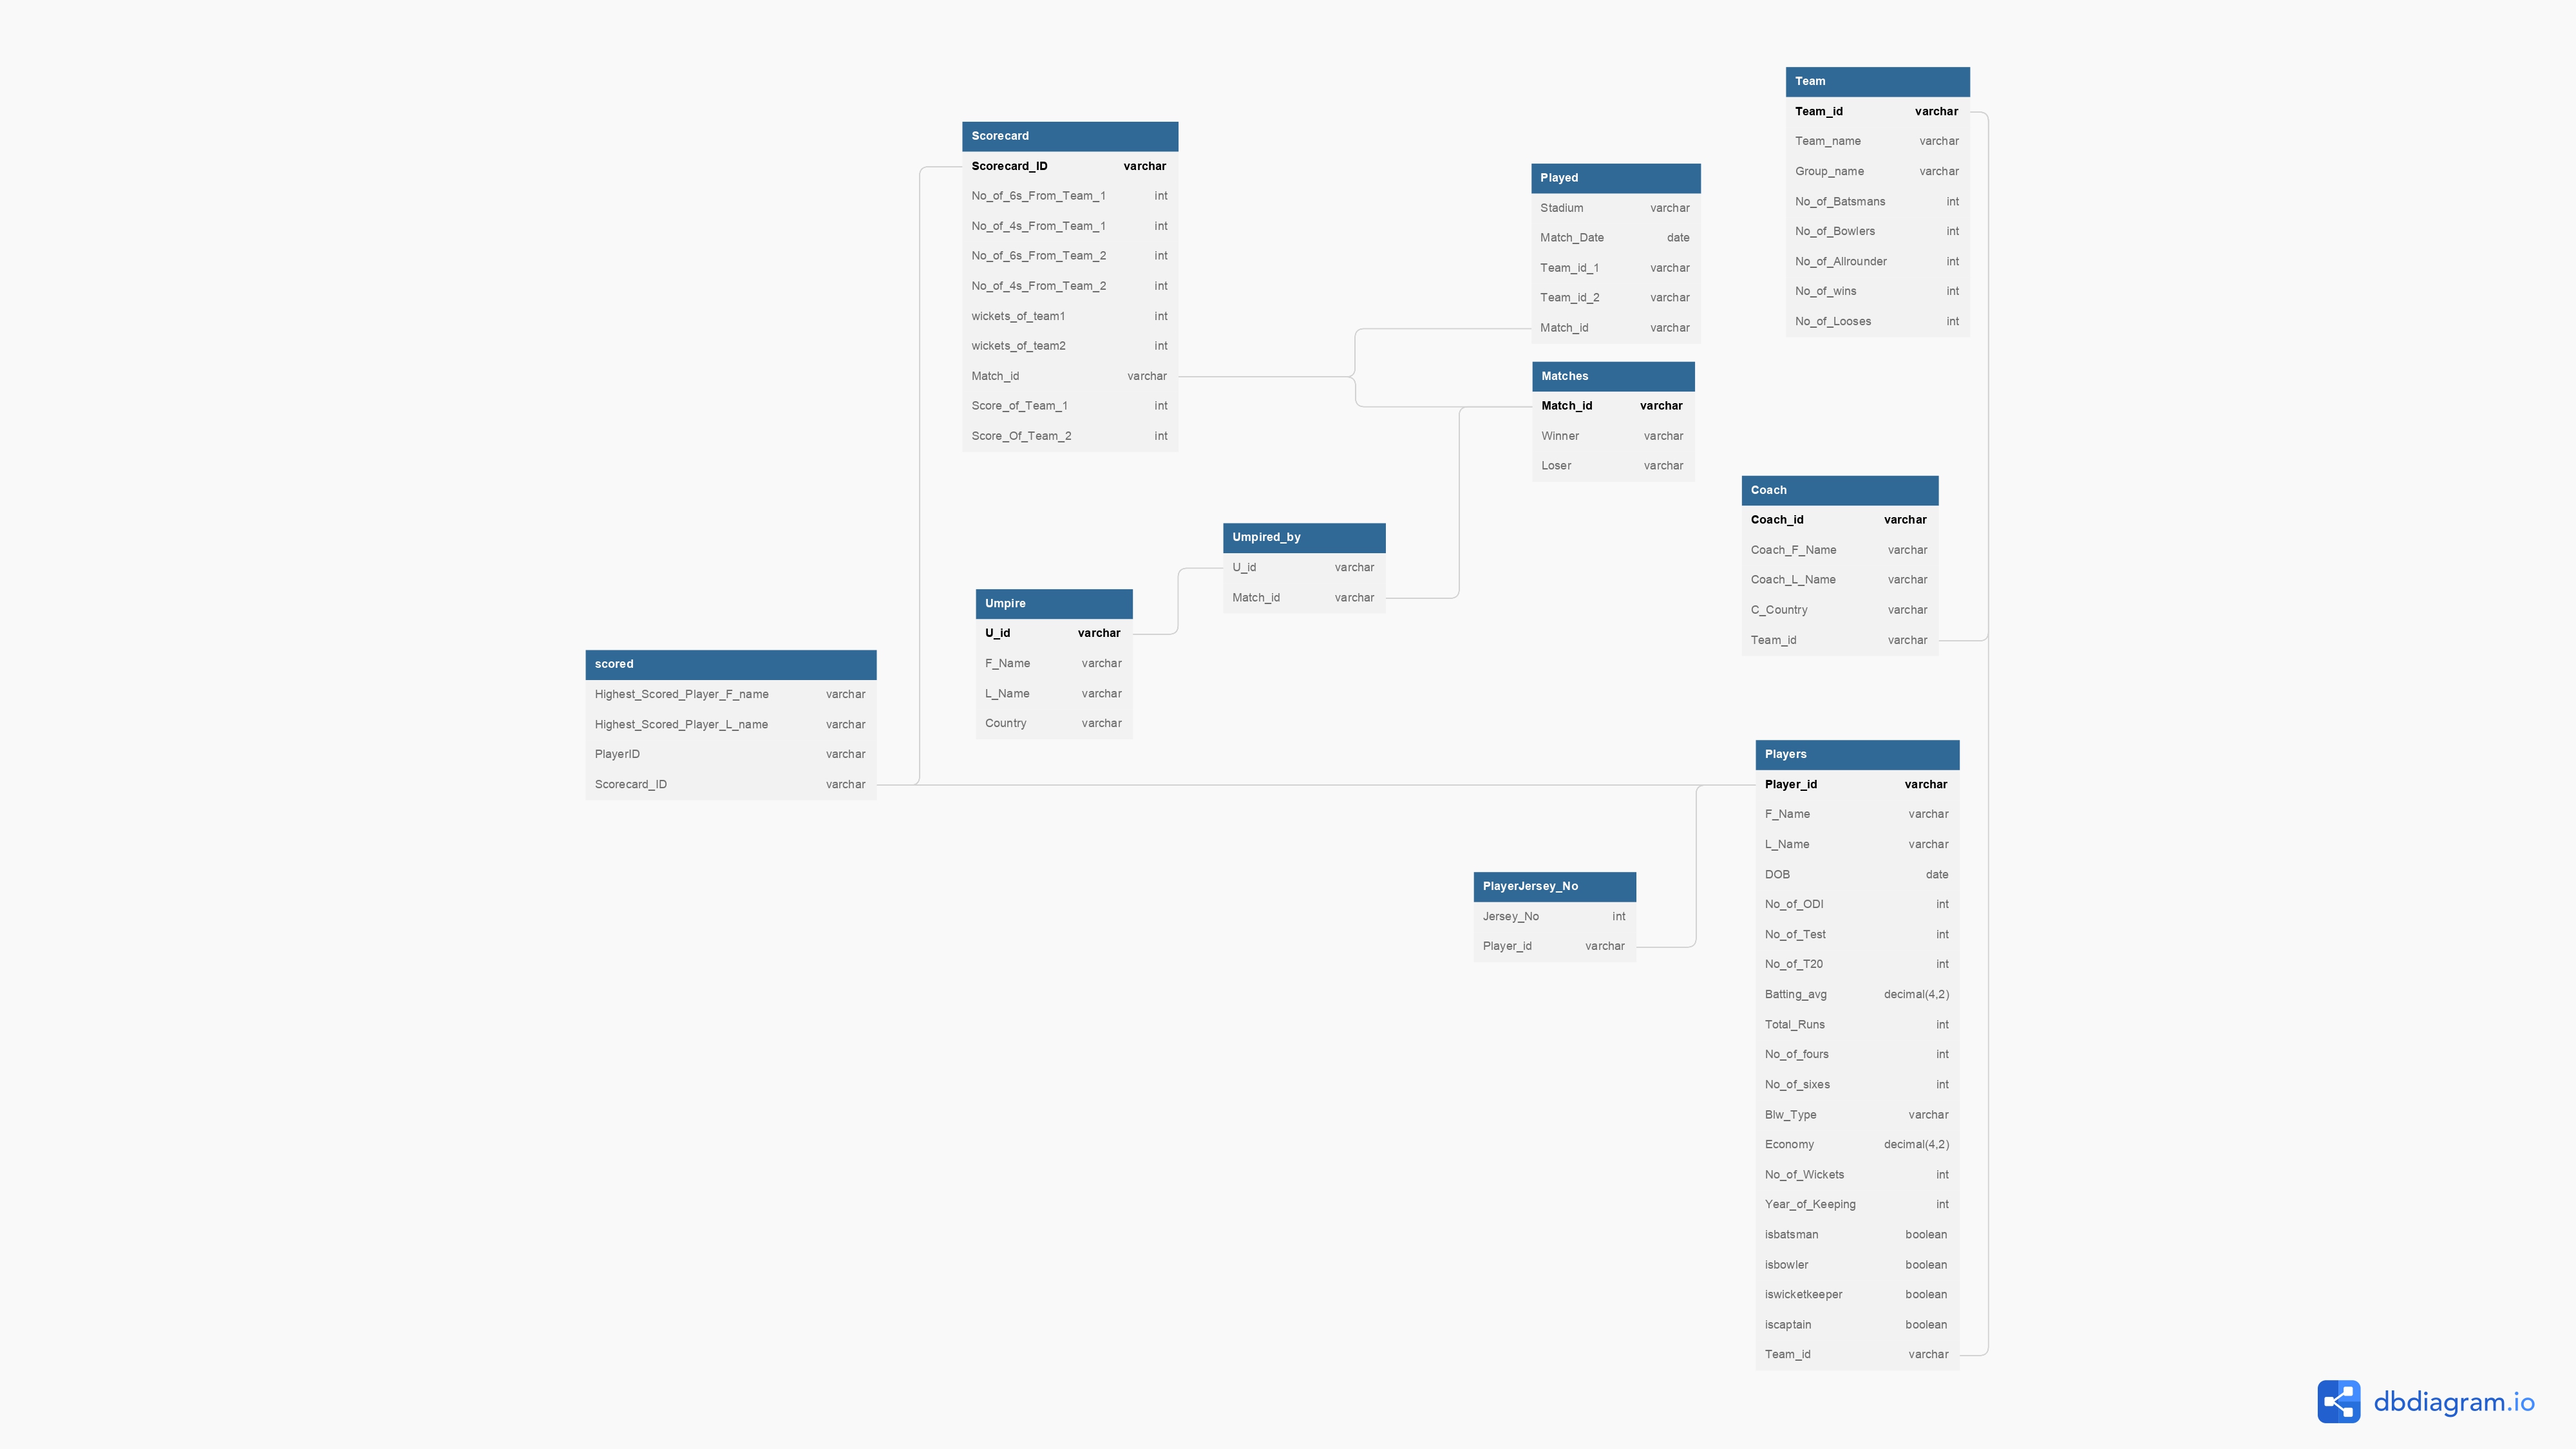 Team
Team_id varchar
Team_name varchar
Group_name varchar
No_of_Batsmans int
No_of_Bowlers int
No_of_Allrounder int
No_of_wins int
No_of_Looses int
Scorecard
Scorecard_ID varchar
No_of_6s_From_Team_1 int
No_of_4s_From_Team_1 int
No_of_6s_From_Team_2 int
No_of_4s_From_Team_2 int
wickets_of_team1 int
wickets_of_team2 int
Match_id varchar
Score_of_Team_1 int
Score_Of_Team_2 int
Played
Stadium varchar
Match_Date date
Team_id_1 varchar
Team_id_2 varchar
Match_id varchar
Matches
Match_id varchar
Winner varchar
Loser varchar
Coach
Coach_id varchar
Coach_F_Name varchar
Coach_L_Name varchar
C_Country varchar
Team_id varchar
Umpired_by
U_id varchar
Match_id varchar
Umpire
U_id varchar
F_Name varchar
L_Name varchar
Country varchar
scored
Highest_Scored_Player_F_name varchar
Highest_Scored_Player_L_name varchar
PlayerID varchar
Scorecard_ID varchar
Players
Player_id varchar
F_Name varchar
L_Name varchar
DOB date
No_of_ODI int
No_of_Test int
No_of_T20 int
Batting_avg decimal(4,2)
Total_Runs int
No_of_fours int
No_of_sixes int
Blw_Type varchar
Economy decimal(4,2)
No_of_Wickets int
Year_of_Keeping int
isbatsman boolean
isbowler boolean
iswicketkeeper boolean
iscaptain boolean
Team_id varchar
PlayerJersey_No
Jersey_No int
Player_id varchar
dbdiagram.io